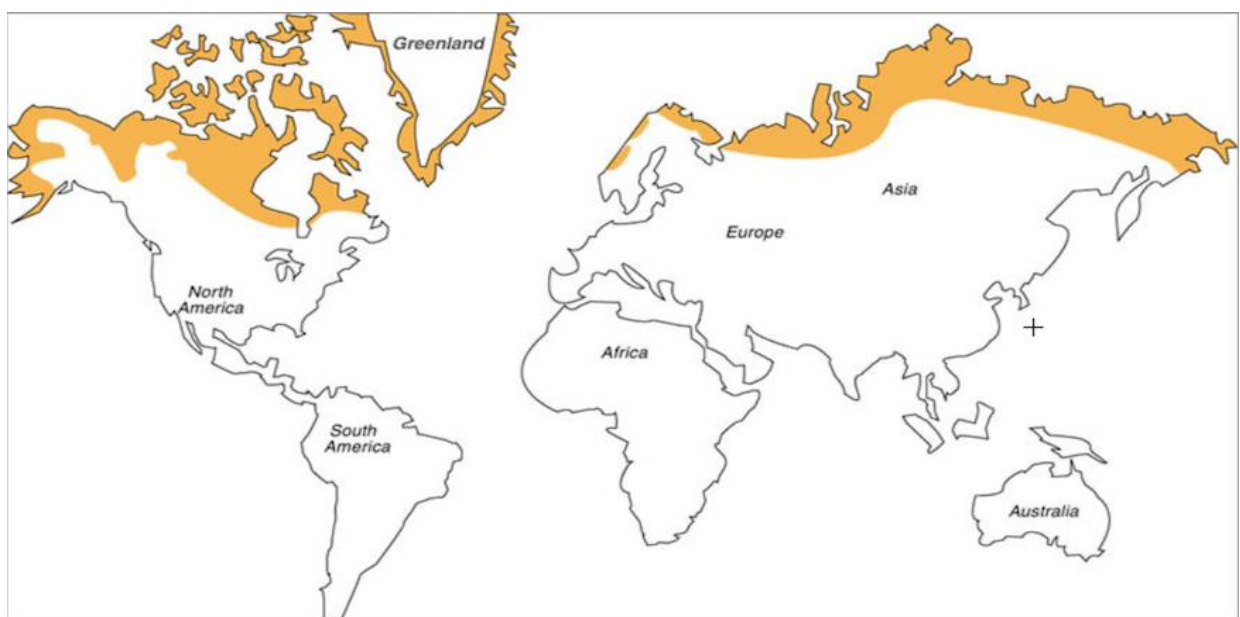 Greenland
Asia
Europe
North
America
Africa
South
America
Australia